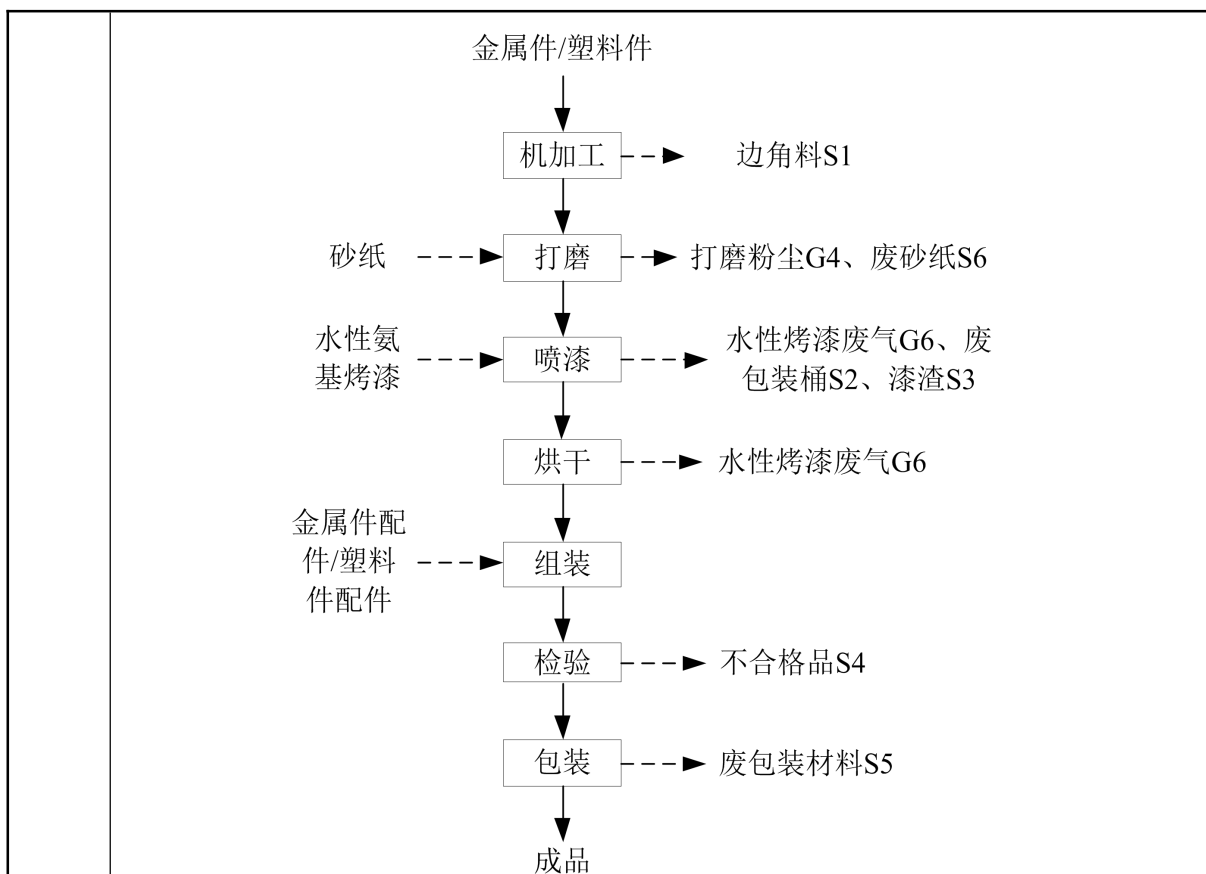 金属件/塑料件
机加工
边角料S1
砂纸
打磨
打磨粉尘G4、废砂纸S6
水性氨
基烤漆
喷漆
水性烤漆废气G6、废
包装桶S2、漆渣S3
烘干
水性烤漆废气G6
金属件配
件/塑料
件配件
组装
检验
不合格品S4
包装
废包装材料S5
成品